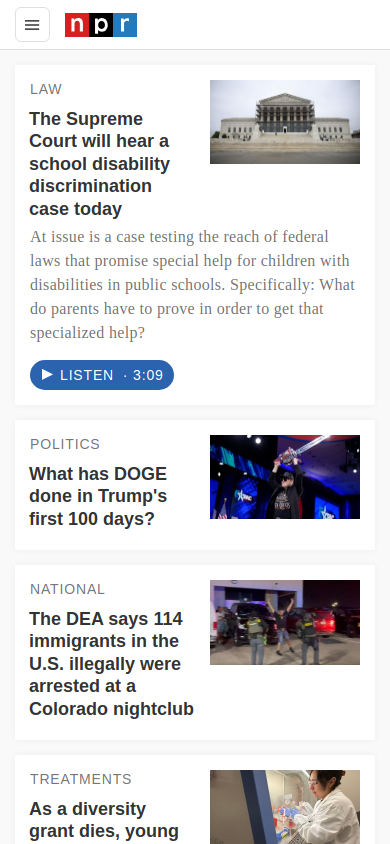 npr
LAW
The Supreme
Court will hear a
school disability
discrimination
case today
At issue is a case testing the reach of federal
laws that promise special help for children with
disabilities in public schools. Specifically: What
do parents have to prove in order to get that
specialized help?
LISTEN · 3:09
POLITICS
What has DOGE
done in Trump's
first 100 days?
NATIONAL
The DEA says 114
immigrants in the
U.S. illegally were
arrested at a
Colorado nightclub
TREATMENTS
As a diversity
grant dies, young